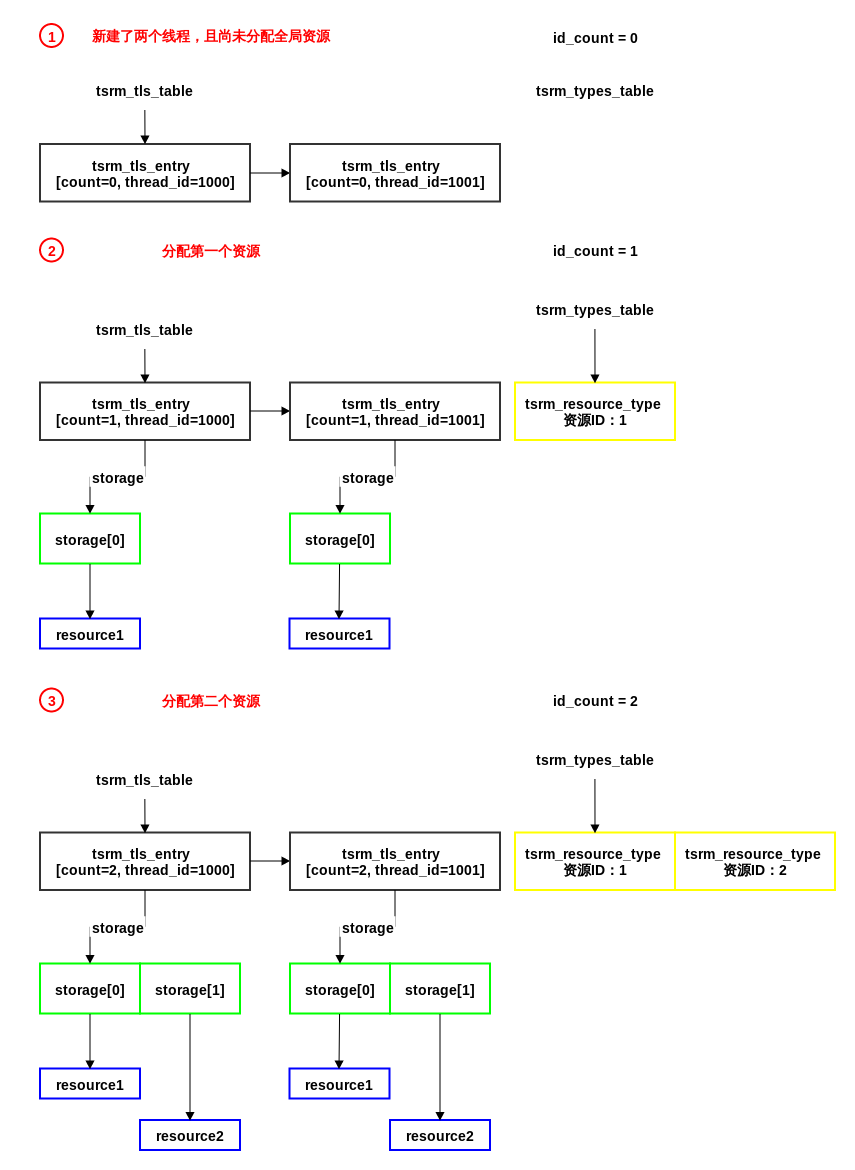 1 新建了两个线程，且尚未分配全局资源 id_count = 0
tsrm_tls_table tsrm_types_table
tsrm_tls_entry tsrm_tls_entry
[count=0, thread_id=1000] [count=0, thread_id=1001]
2 分配第一个资源 id_count = 1
tsrm_types_table
tsrm_tls_table
tsrm_tls_entry tsrm_tls_entry tsrm_resource_type
[count=1, thread_id=1000] [count=1, thread_id=1001] 资源ID：1
storage storage
storage[0] storage[0]
resource1 resource1
3 分配第二个资源 id_count = 2
tsrm_types_table
tsrm_tls_table
tsrm_tls_entry tsrm_tls_entry tsrm_resource_type tsrm_resource_type
[count=2, thread_id=1000] [count=2, thread_id=1001] 资源ID：1 资源ID：2
storage storage
storage[0] storage[1] storage[0] storage[1]
resource1 resource1
resource2 resource2